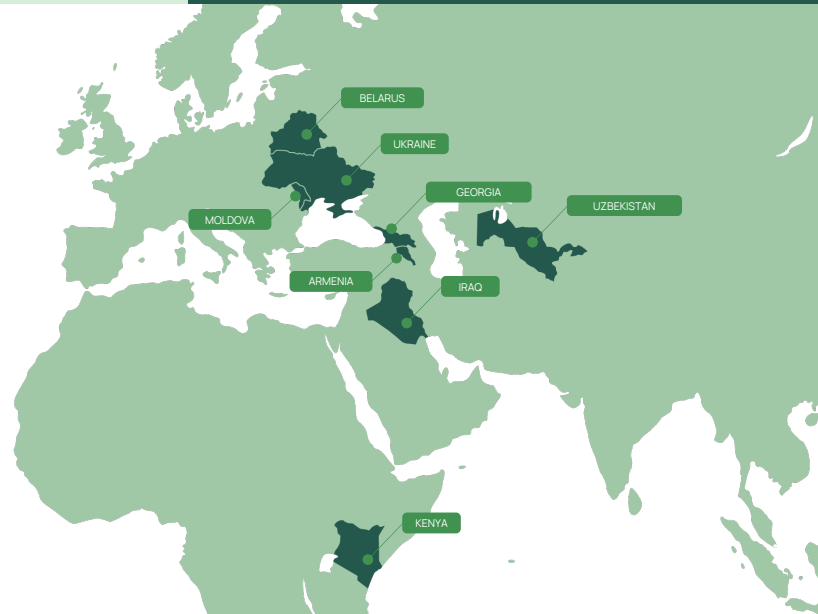 BELARUS
UKRAINE
GEORGIA
UZBEKISTAN
MOLDOVA
ARMENIA
IRAQ
KENYA